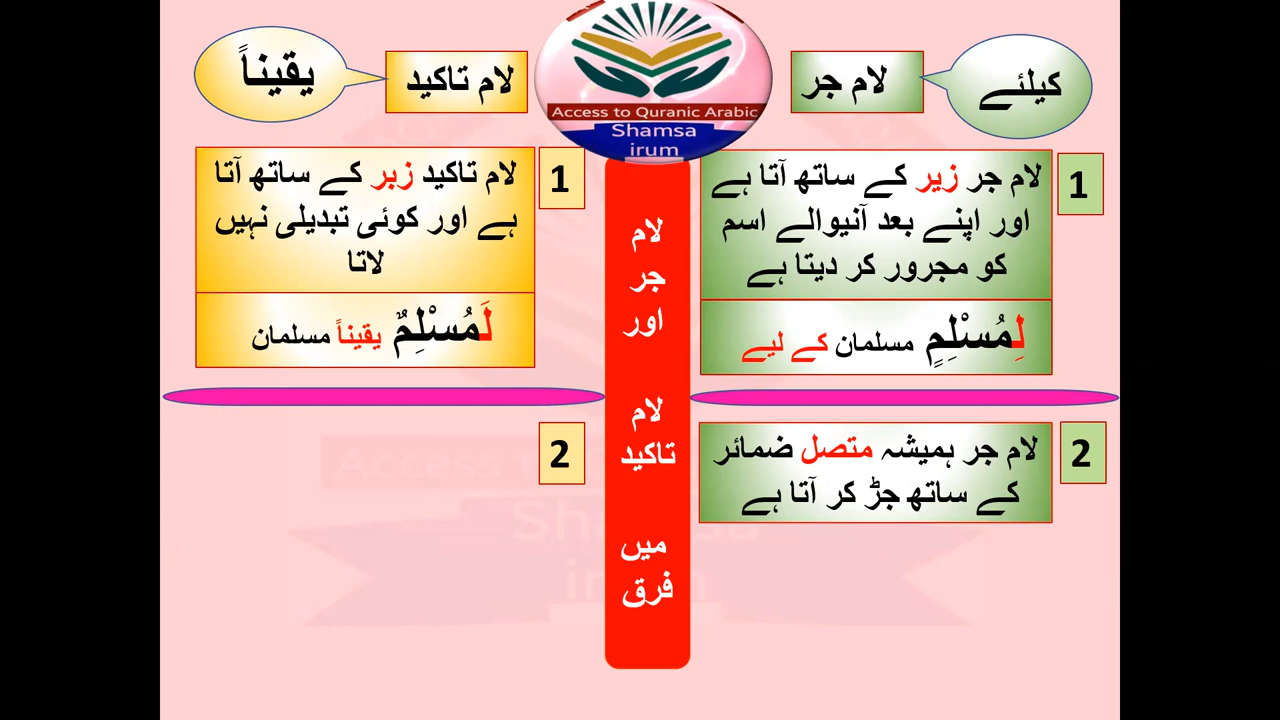 کیلئے
لام جر
Access to Quranic Arabic
Shamsa
irum
لام تاکید
یقیناً
لام
جر
اور
لام
تاکید
میں
فرق
1
لام جر زیر کے ساتھ آتا ہے
اور اپنے بعد آنیوالے اسم
کو مجرور کر دیتا ہے
لِمُسْلِمٍ مسلمان کے لیے
1
لام تاکید زبر کے ساتھ آتا
ہے اور کوئی تبدیلی نہیں
لاتا
لَمُسْلِمٌ یقیناً مسلمان
2
لام جر ہمیشہ متصل ضمائر
کے ساتھ جڑ کر آتا ہے
2